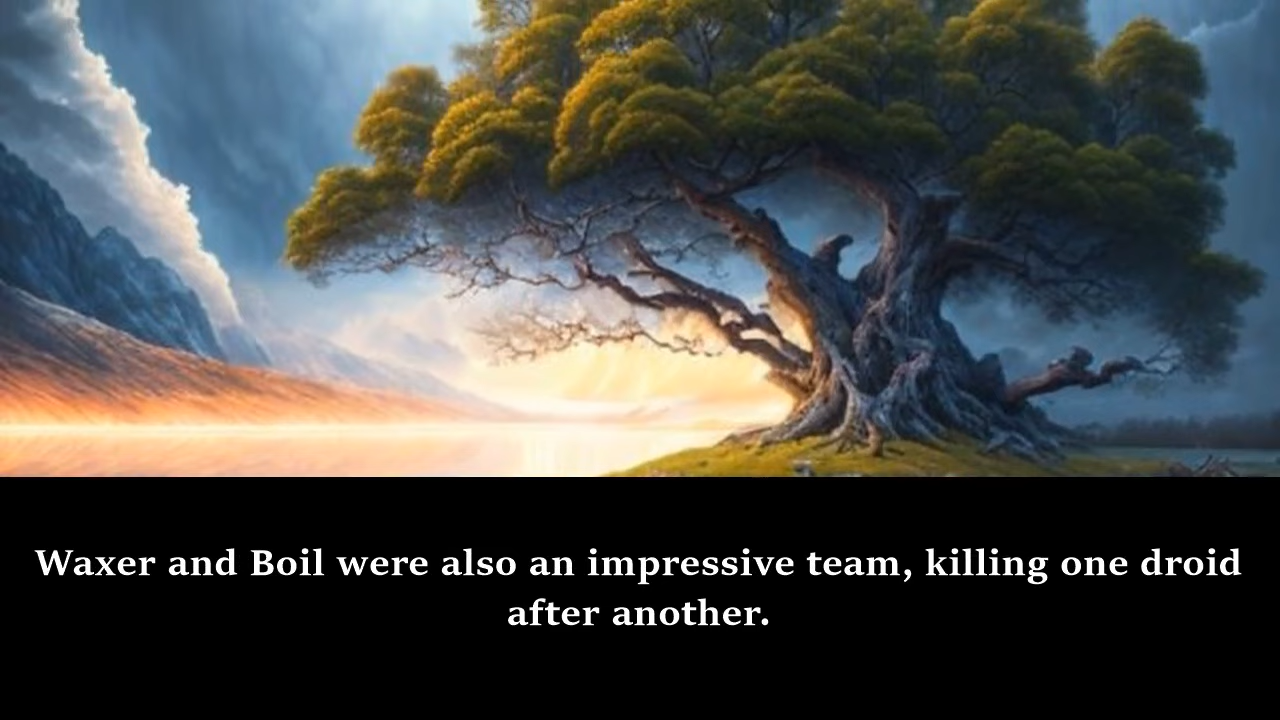 Waxer and Boil were also an impressive team, killing one droid
after another.